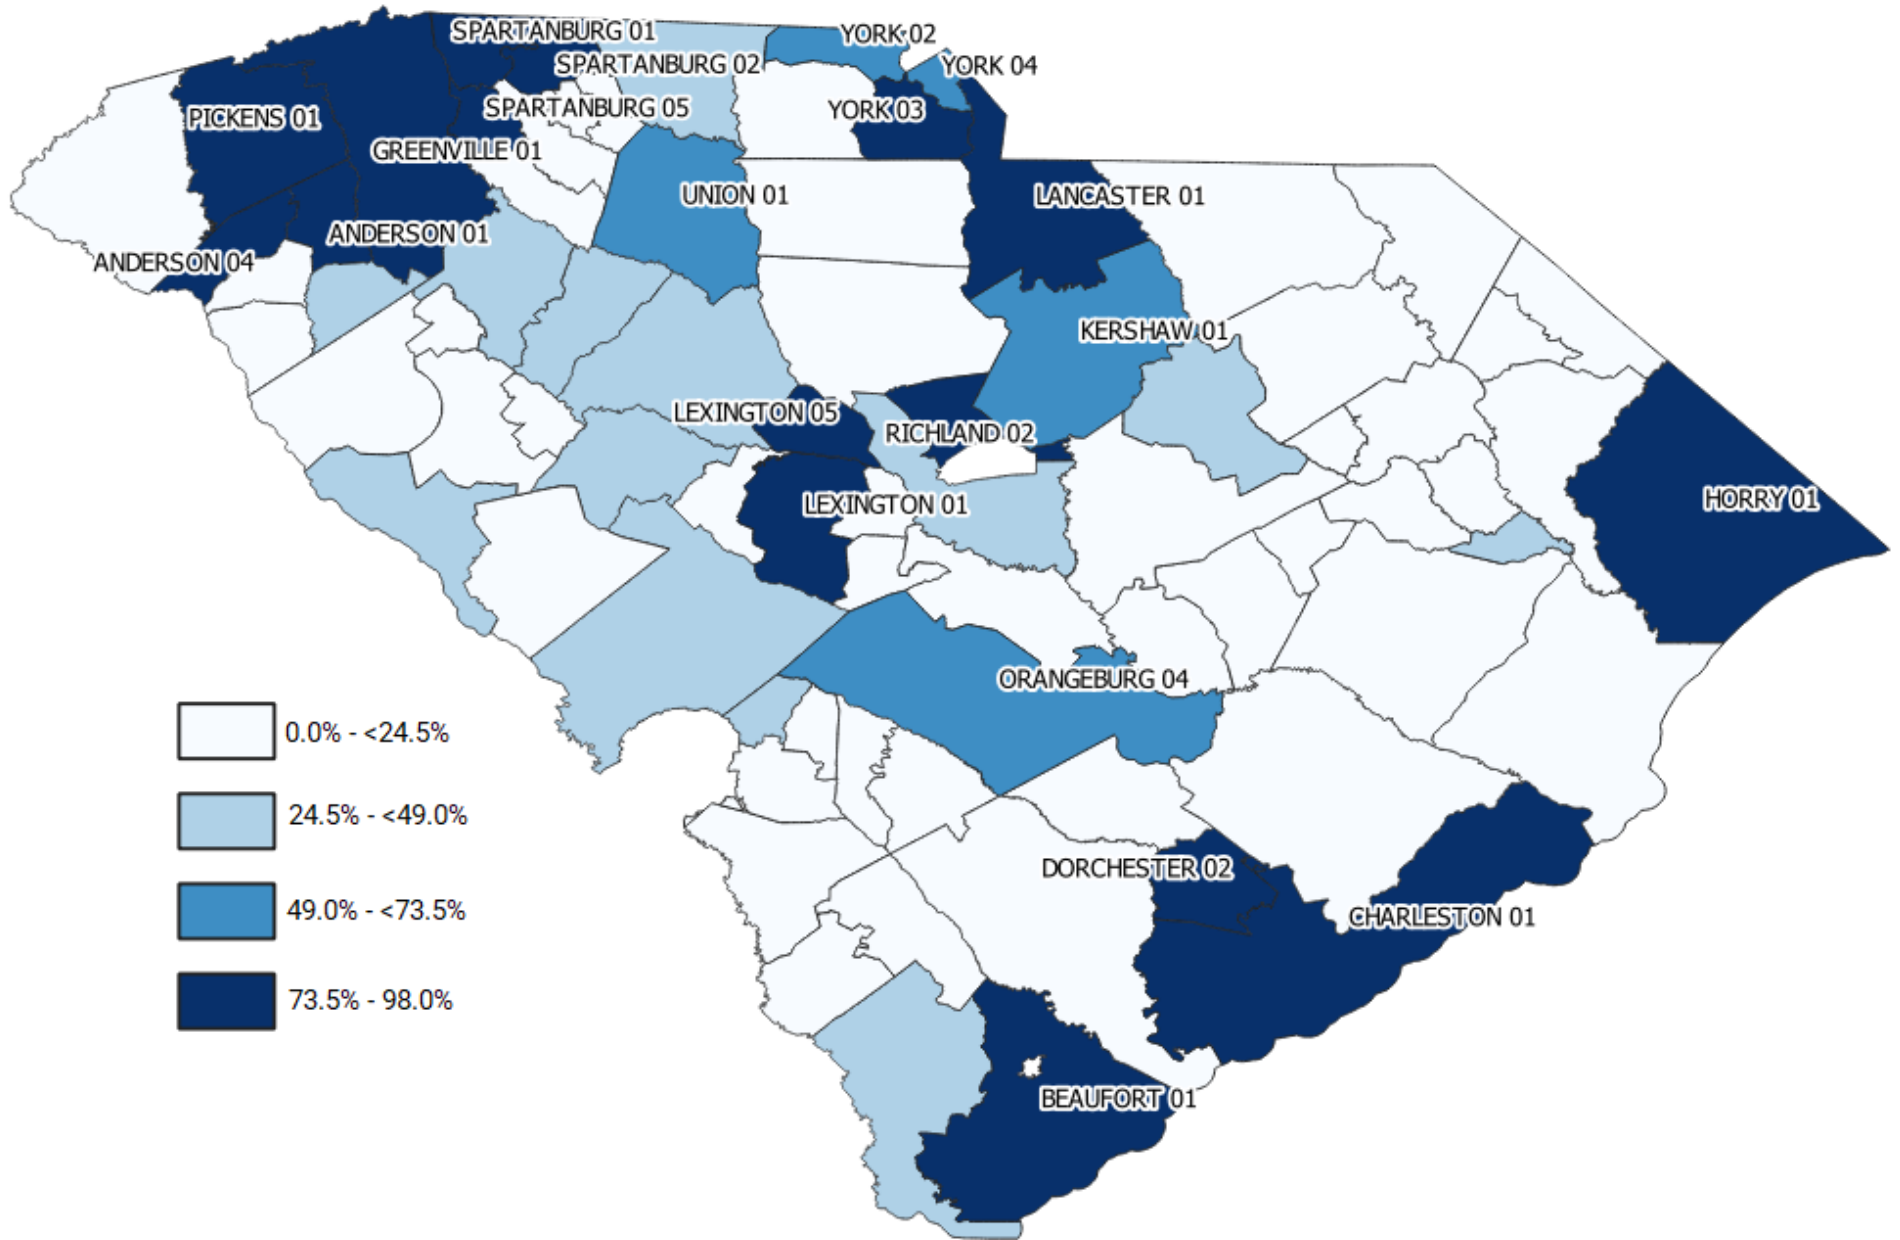 SPARTANBURG 01
YORK 02
SPARTANBURG 02
YORK 04
SPARTANBURG 05
YORK 03
PICKENS 01
GREENVILLE 01
UNION 01
LANCASTER 01
ANDERSON 01
ANDERSON 04
KERSHAW 01
LEXINGTON 05
RICHLAND 02
LEXINGTON 01
HORRY 01
ORANGEBURG 04
0.0% - <24.5%
24.5% - <49.0%
DORCHESTER 02
49.0% - <73.5%
CHARLESTON 01
73.5% - 98.0%
BEAUFORT 01